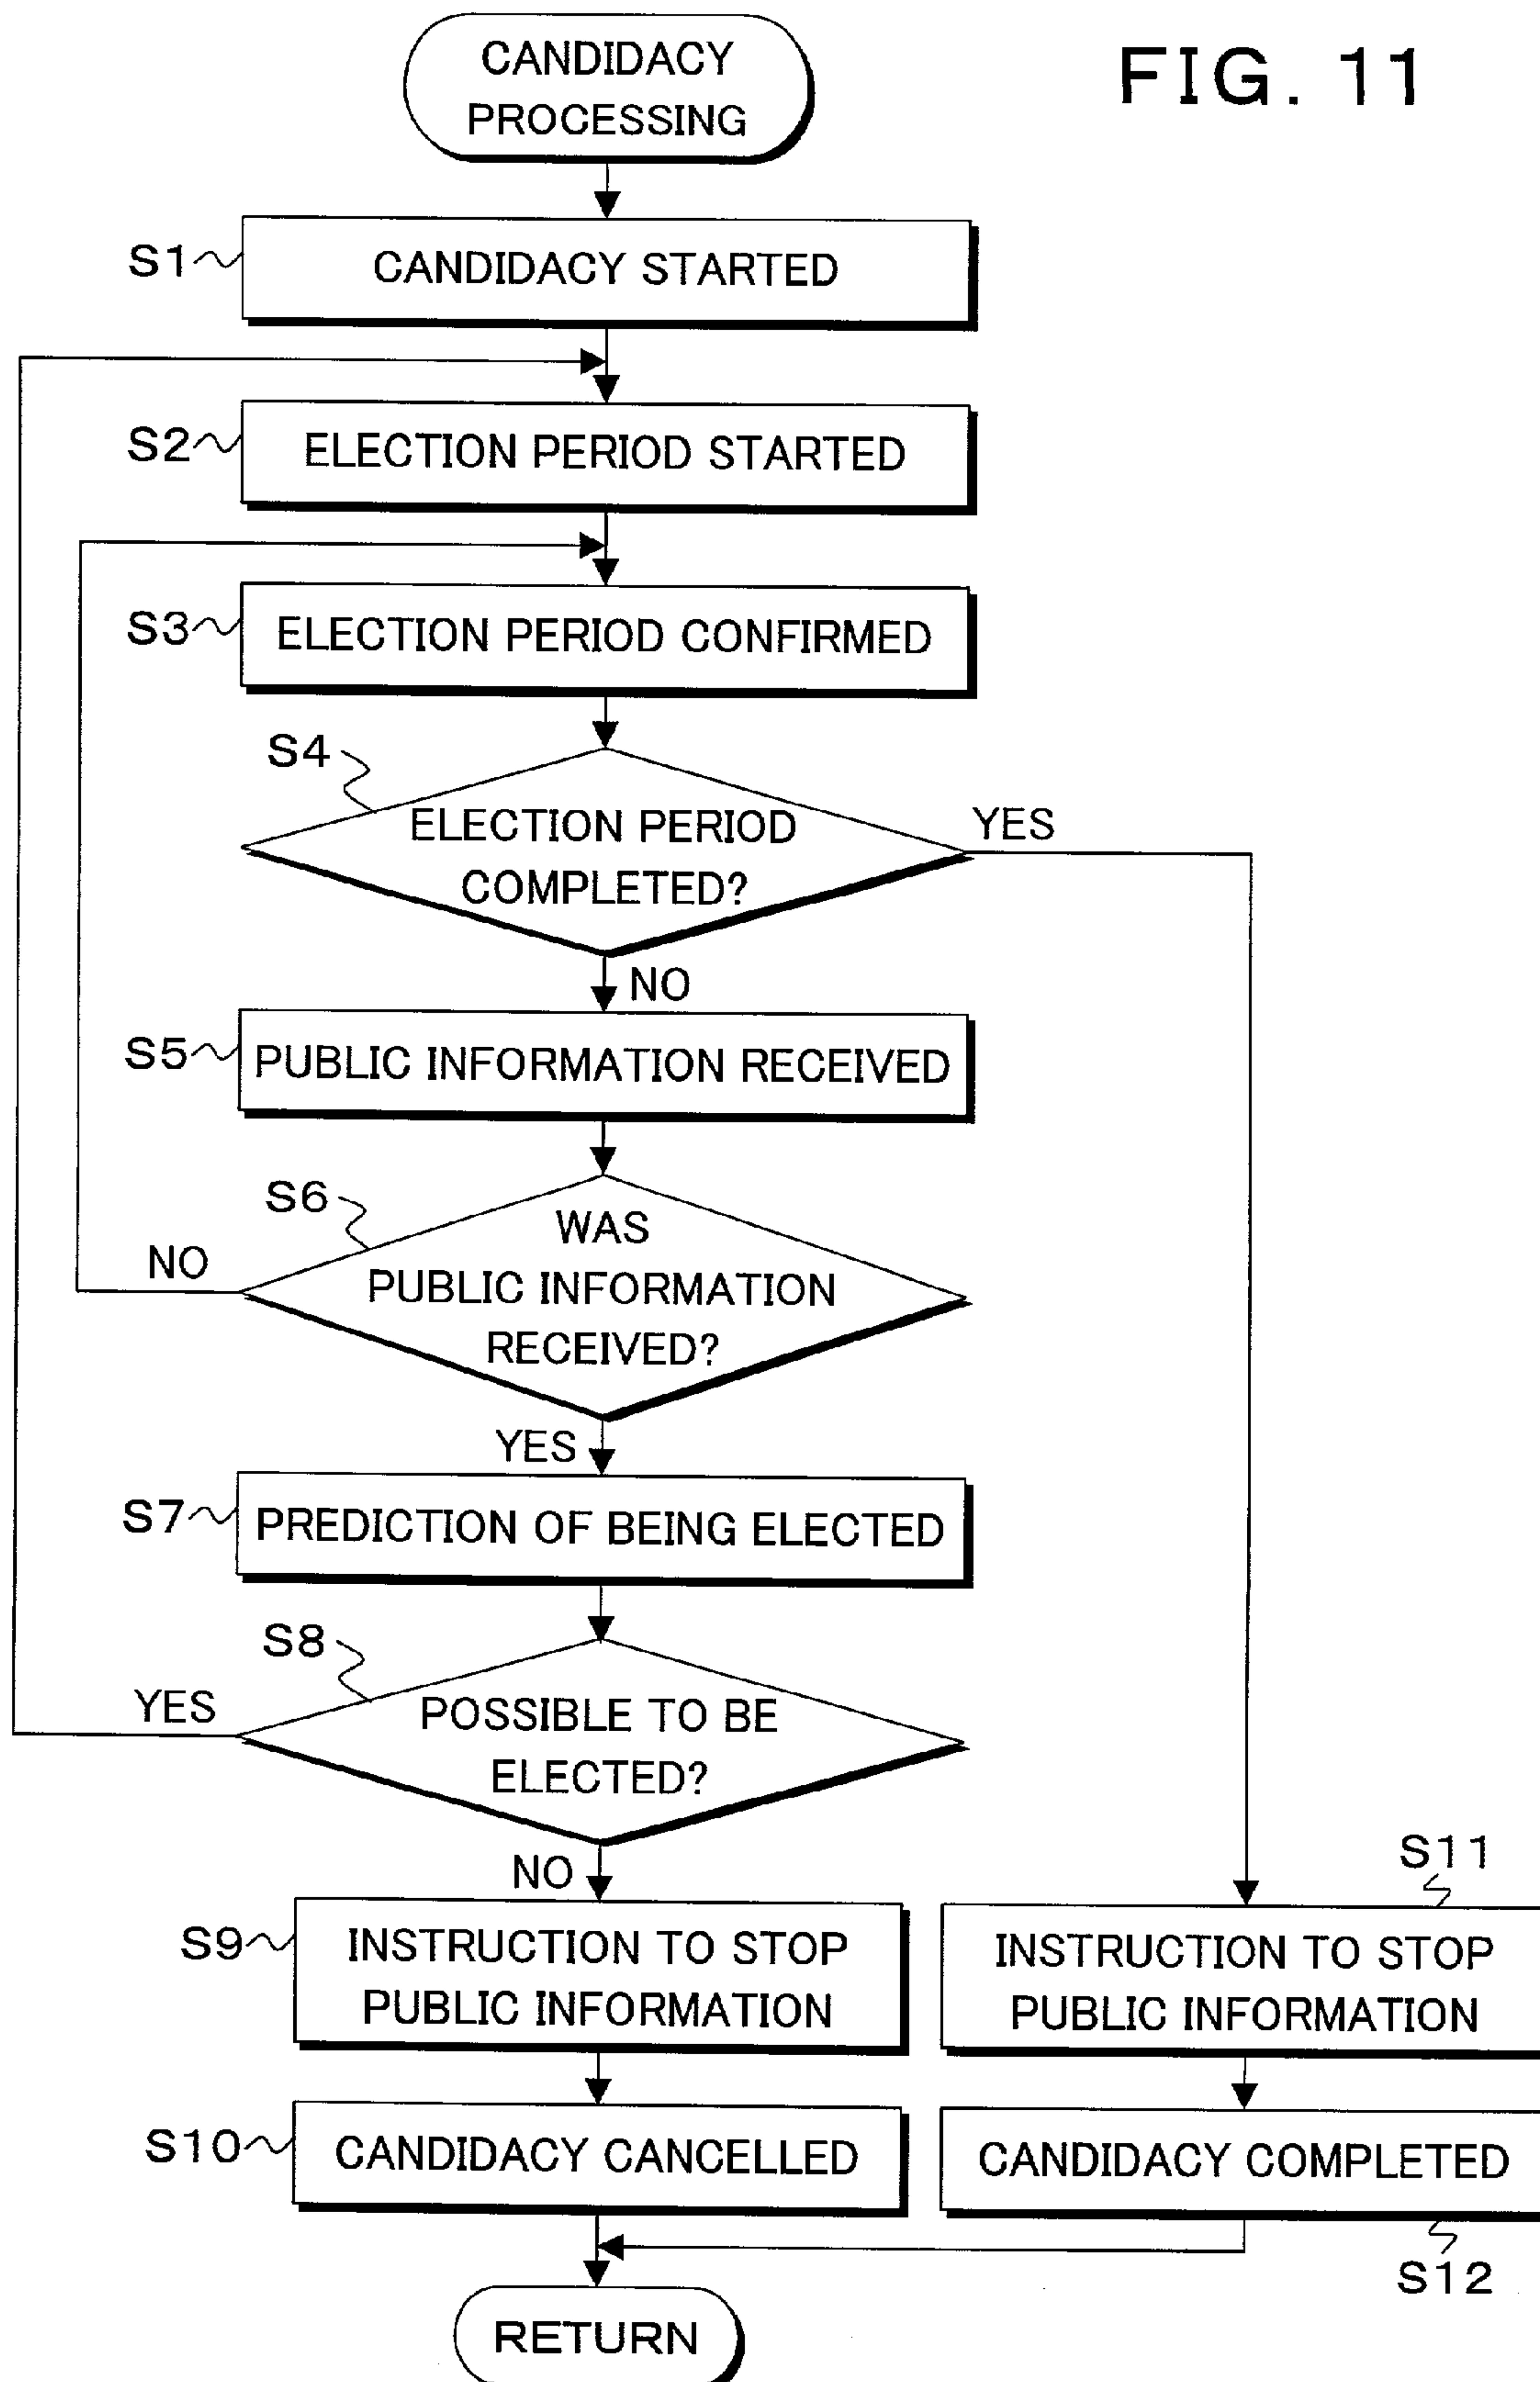 CANDIDACY
PROCESSING
FIG. 11
S1
CANDIDACY STARTED
S2
ELECTION PERIOD STARTED
S3
ELECTION PERIOD CONFIRMED
S4
ELECTION PERIOD
COMPLETED?
YES
NO
S5
PUBLIC INFORMATION RECEIVED
S6
WAS
PUBLIC INFORMATION
RECEIVED?
NO
YES
S7
PREDICTION OF BEING ELECTED
S8
POSSIBLE TO BE
ELECTED?
YES
NO
S9
INSTRUCTION TO STOP
PUBLIC INFORMATION
S11
INSTRUCTION TO STOP
PUBLIC INFORMATION
S10
CANDIDACY CANCELLED
CANDIDACY COMPLETED
S12
RETURN